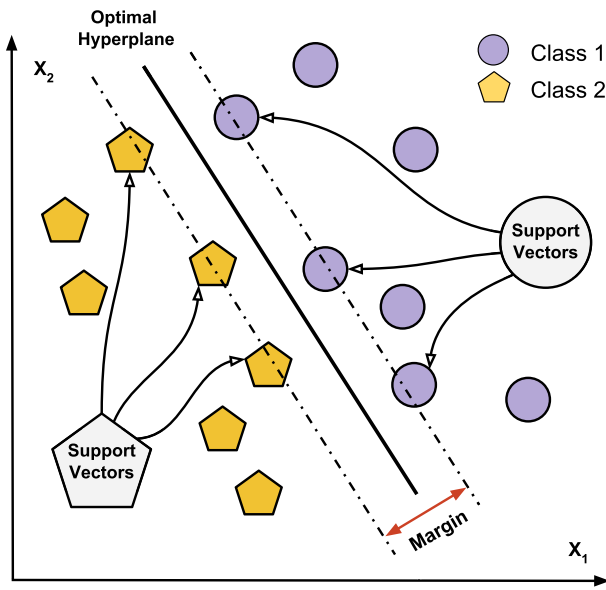 Optimal
Hyperplane
X₂
Class 1
Class 2
Support
Vectors
Support
Vectors
Margin
X₁